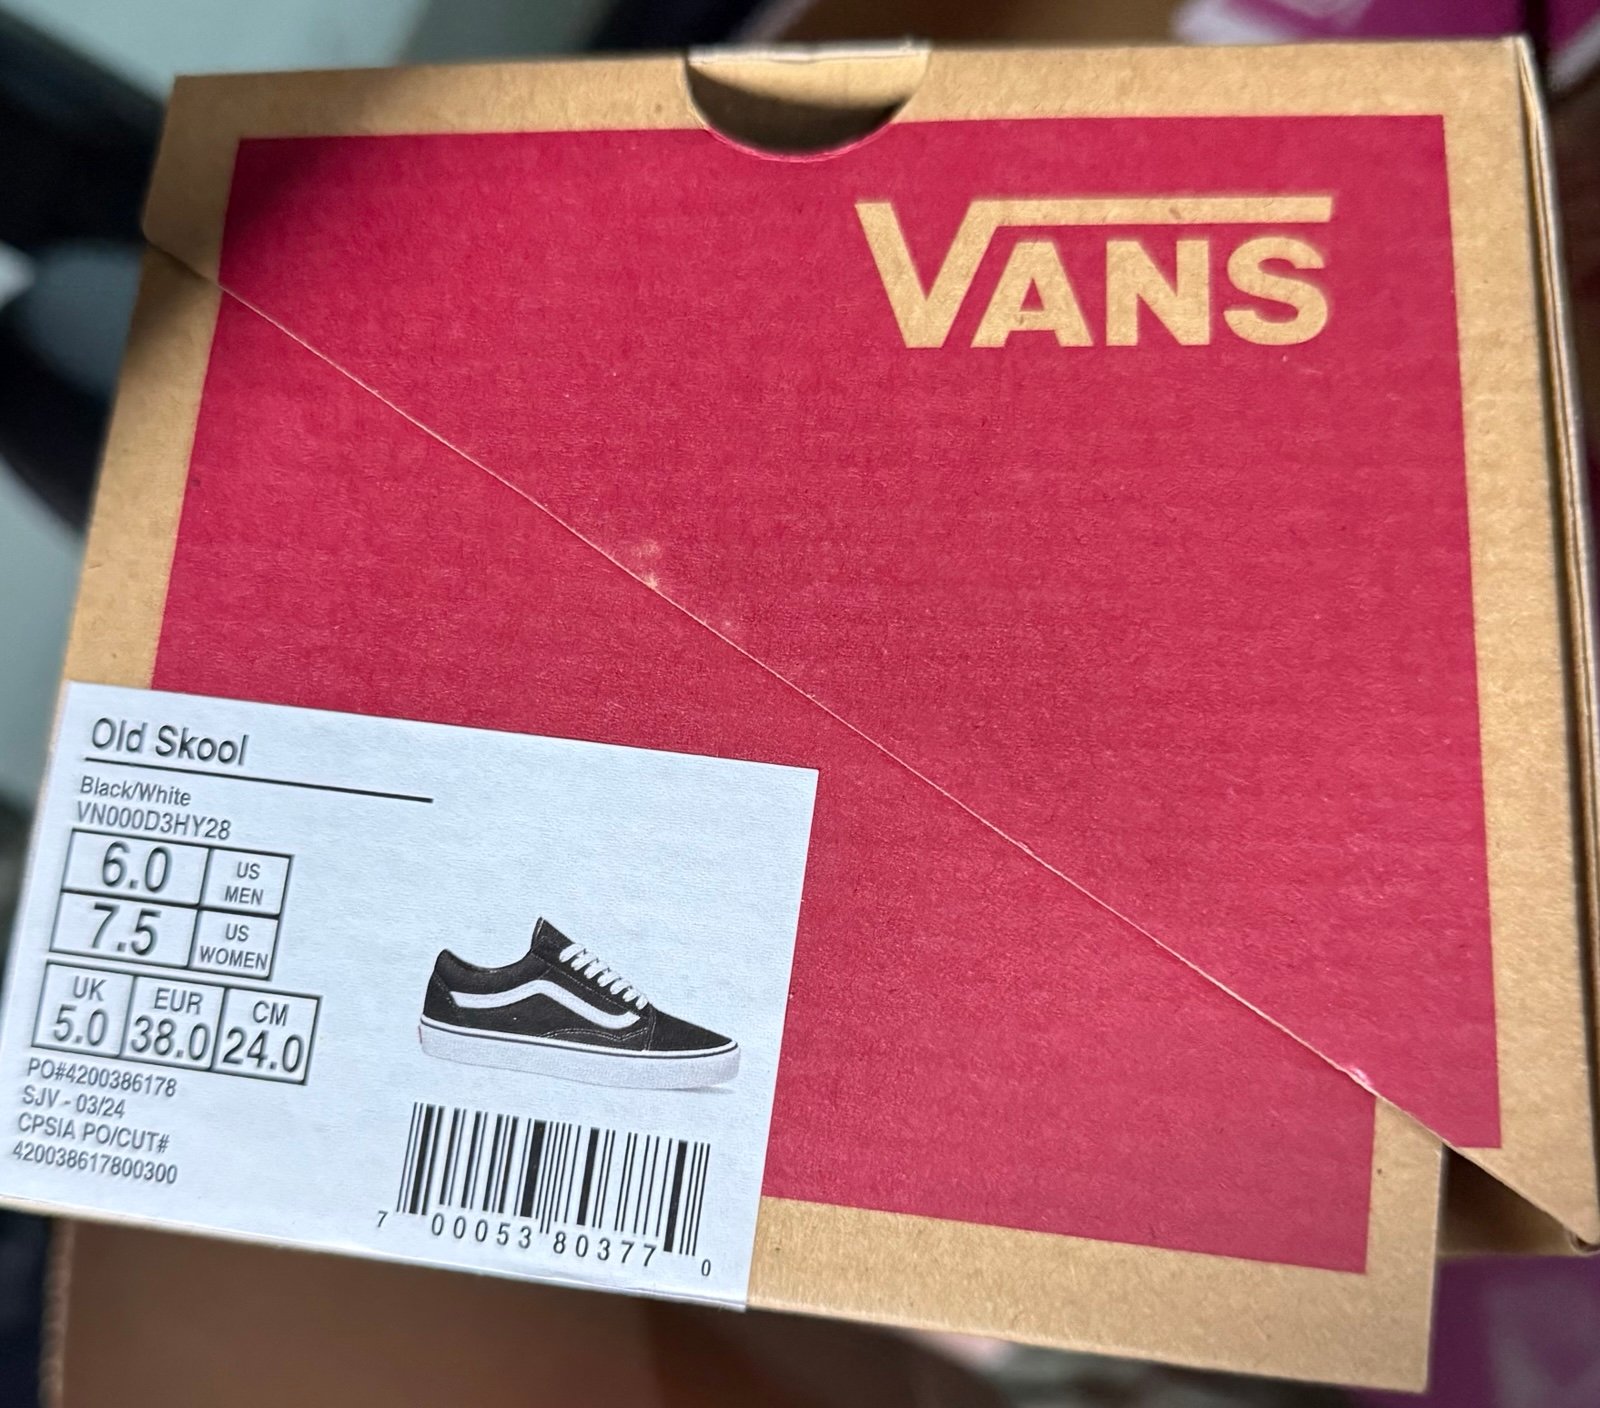 VANS
Old Skool
Black/White
VN000D3HY28
6.0 US MEN
7.5 US WOMEN
UK EUR CM
5.0 38.0 24.0
PO#4200386178
SJV - 03/24
CPSIA PO/CUT#
420038617800300
7 00053 80377 0